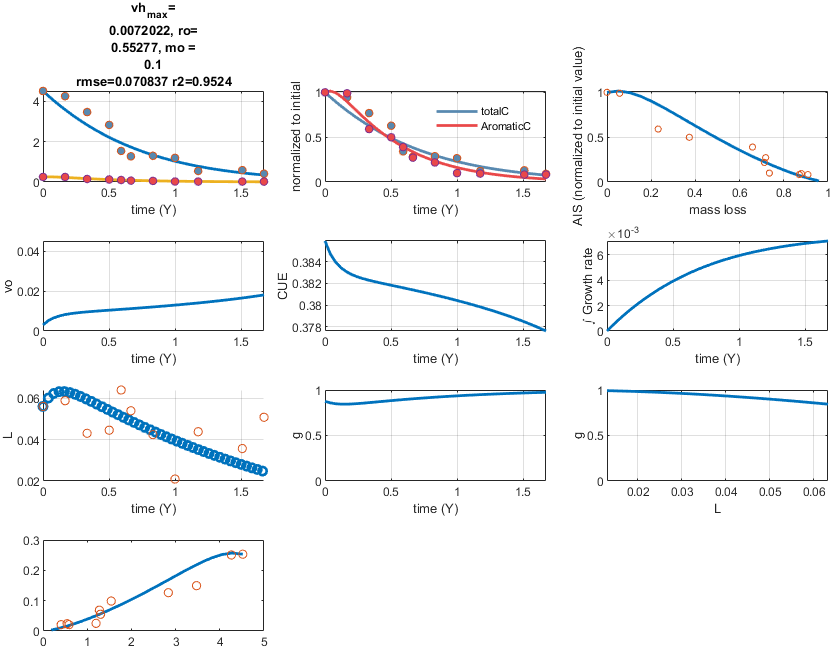 vh_max=
0.0072022, ro=
0.55277, mo =
0.1
rmse=0.070837 r2=0.9524
4
2
0
0 0.5 1 1.5
time (Y)
normalized to initial
1
0.5
0
totalC
AromaticC
0 0.5 1 1.5
time (Y)
AIS (normalized to initial value)
1
0.5
0
0 0.2 0.4 0.6 0.8 1
mass loss
vo
0.04
0.02
0
0 0.5 1 1.5
time (Y)
CUE
0.384
0.382
0.38
0.378
0 0.5 1 1.5
time (Y)
∫ Growth rate
×10^-3
6
4
2
0
0 0.5 1 1.5
time (Y)
L
0.06
0.04
0.02
0 0.5 1 1.5
time (Y)
g
1
0.5
0
0 0.5 1 1.5
time (Y)
g
1
0.5
0
0.02 0.03 0.04 0.05 0.06
L
0.3
0.2
0.1
0
0 1 2 3 4 5